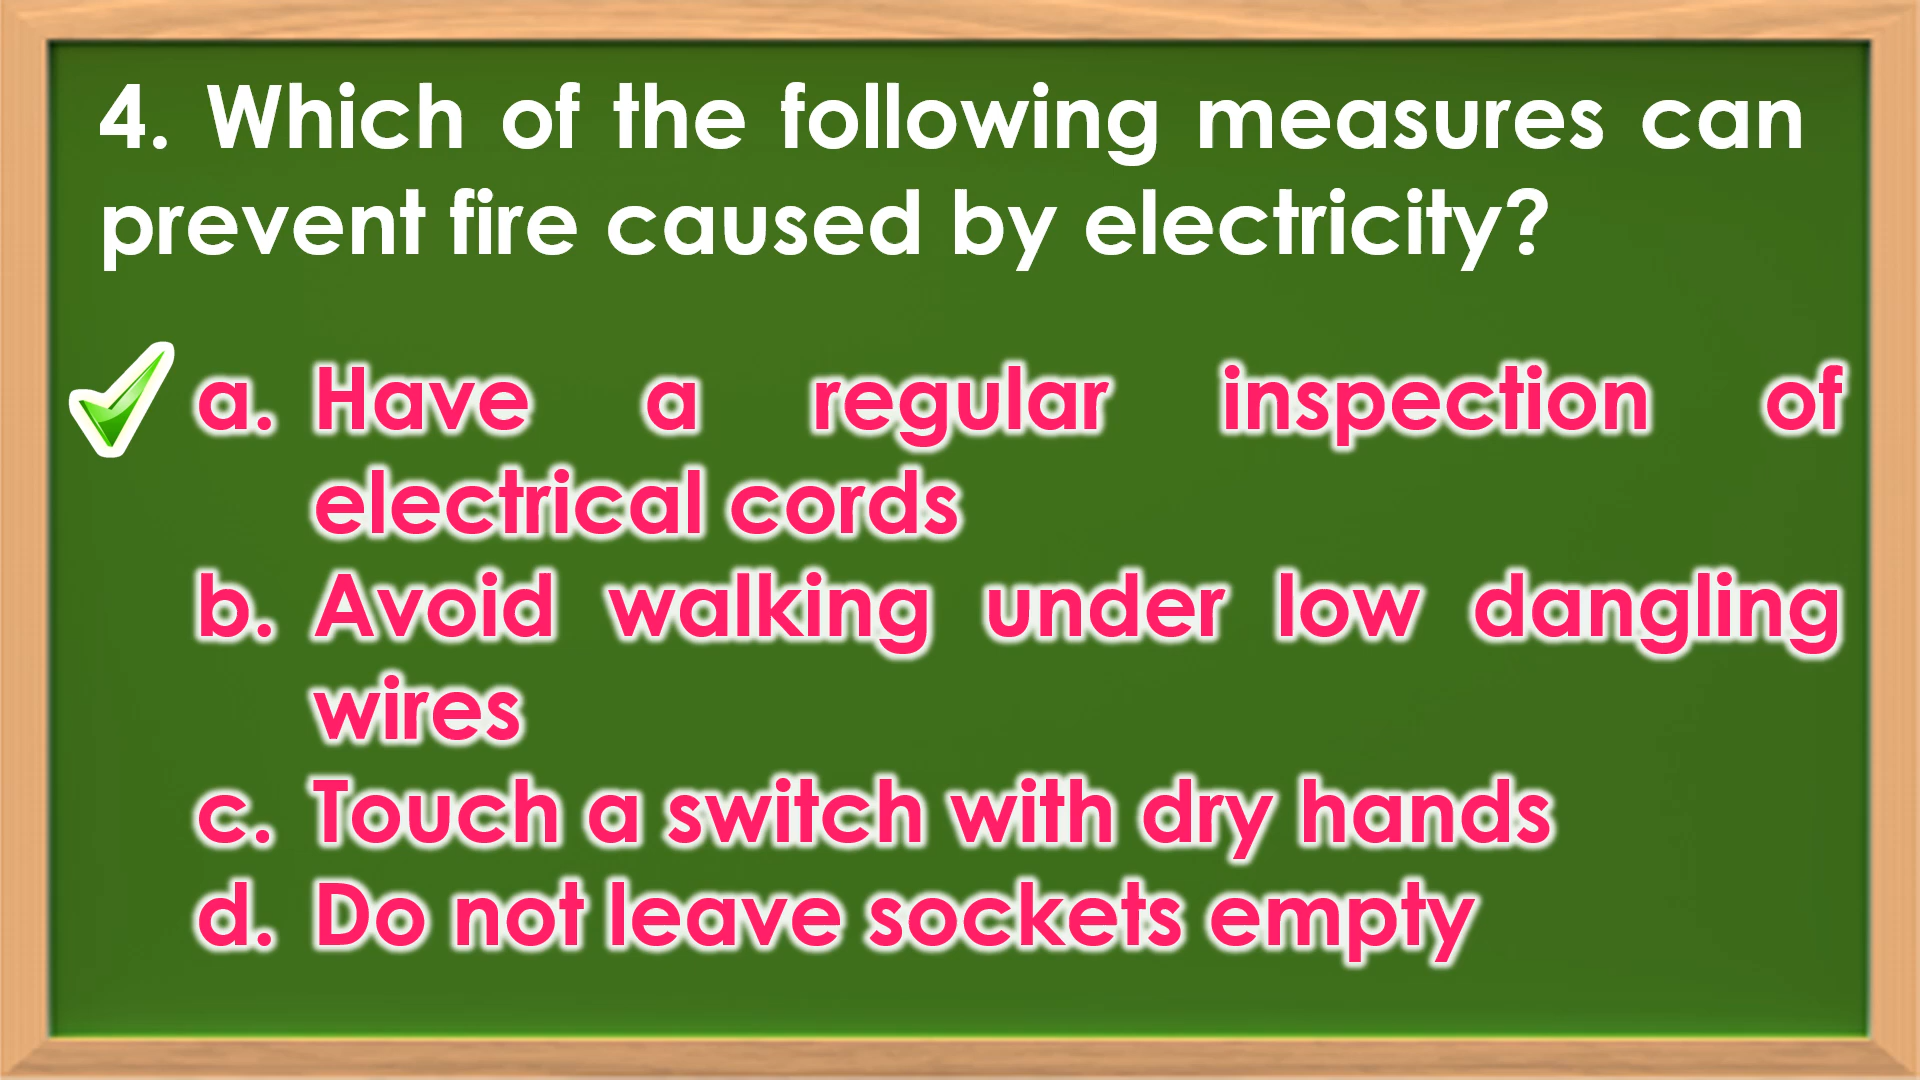 4. Which of the following measures can
prevent fire caused by electricity?
a. Have a regular inspection of
electrical cords
b. Avoid walking under low dangling
wires
c. Touch a switch with dry hands
d. Do not leave sockets empty